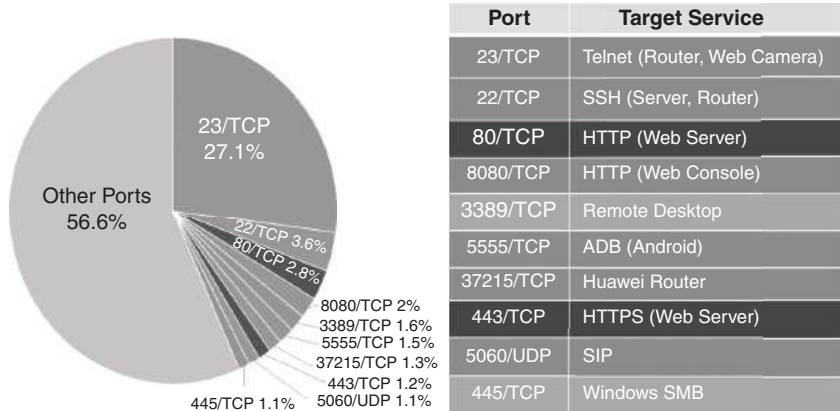 23/TCP
27.1%
22/TCP 3.6%
80/TCP 2.8%
8080/TCP 2%
3389/TCP 1.6%
5555/TCP 1.5%
37215/TCP 1.3%
443/TCP 1.2%
5060/UDP 1.1%
445/TCP 1.1%
Other Ports
56.6%
Port Target Service
23/TCP Telnet (Router, Web Camera)
22/TCP SSH (Server, Router)
80/TCP HTTP (Web Server)
8080/TCP HTTP (Web Console)
3389/TCP Remote Desktop
5555/TCP ADB (Android)
37215/TCP Huawei Router
443/TCP HTTPS (Web Server)
5060/UDP SIP
445/TCP Windows SMB